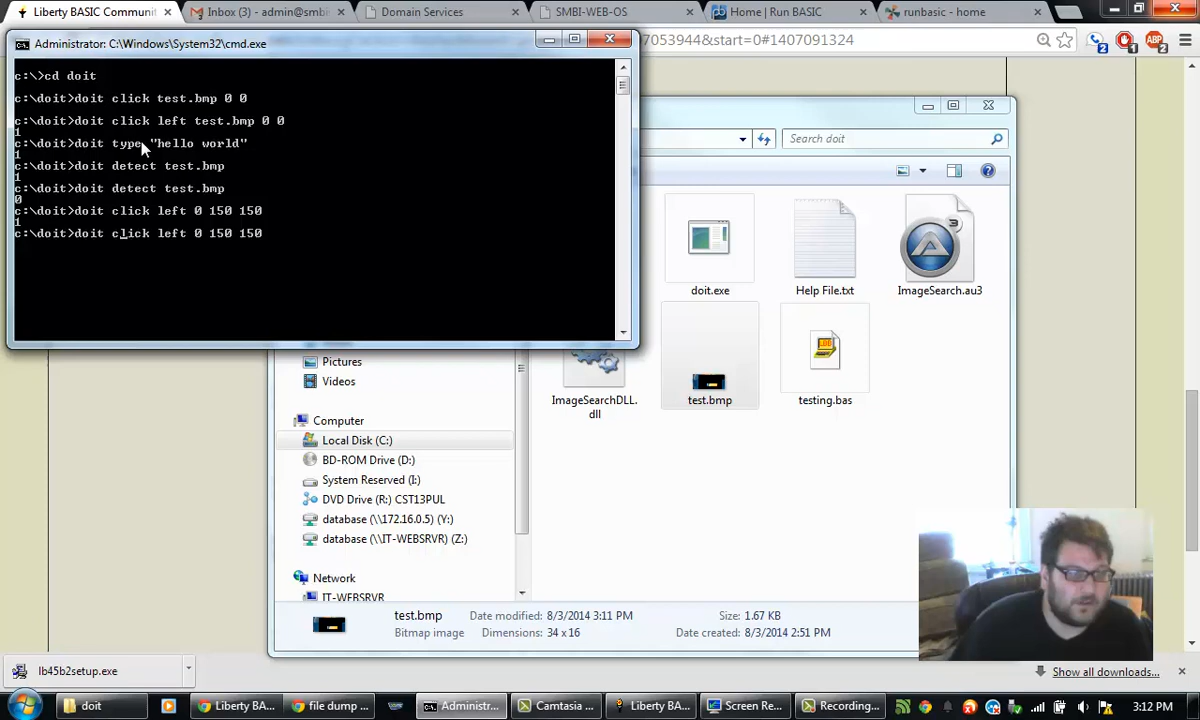 Liberty BASIC Communi
Inbox (3) - admin@smbi
Domain Services
SMBI-WEB-OS
Home | Run BASIC
runbasic - home
7053944&start=0#1407091324
Administrator: C:\Windows\System32\cmd.exe
c:\>cd doit
c:\doit>doit click test.bmp 0 0
c:\doit>doit click left test.bmp 0 0
1
c:\doit>doit type "hello world"
1
c:\doit>doit detect test.bmp
1
c:\doit>doit detect test.bmp
0
c:\doit>doit click left 0 150 150
1
c:\doit>doit click left 0 150 150
Search doit
doit.exe
Help File.txt
ImageSearch.au3
ImageSearchDLL.
dll
test.bmp
testing.bas
Pictures
Videos
Computer
Local Disk (C:)
BD-ROM Drive (D:)
System Reserved (I:)
DVD Drive (R:) CST13PUL
database (\\172.16.0.5) (Y:)
database (\\IT-WEBSRVR) (Z:)
Network
IT-WEBSRVR
test.bmp
Date modified: 8/3/2014 3:11 PM
Size: 1.67 KB
Bitmap image
Dimensions: 34 x 16
Date created: 8/3/2014 2:51 PM
lb45b2setup.exe
Show all downloads...
doit
Liberty BA...
file dump ...
Administr...
Camtasia ...
Liberty BA...
Screen Re...
Recording...
3:12 PM